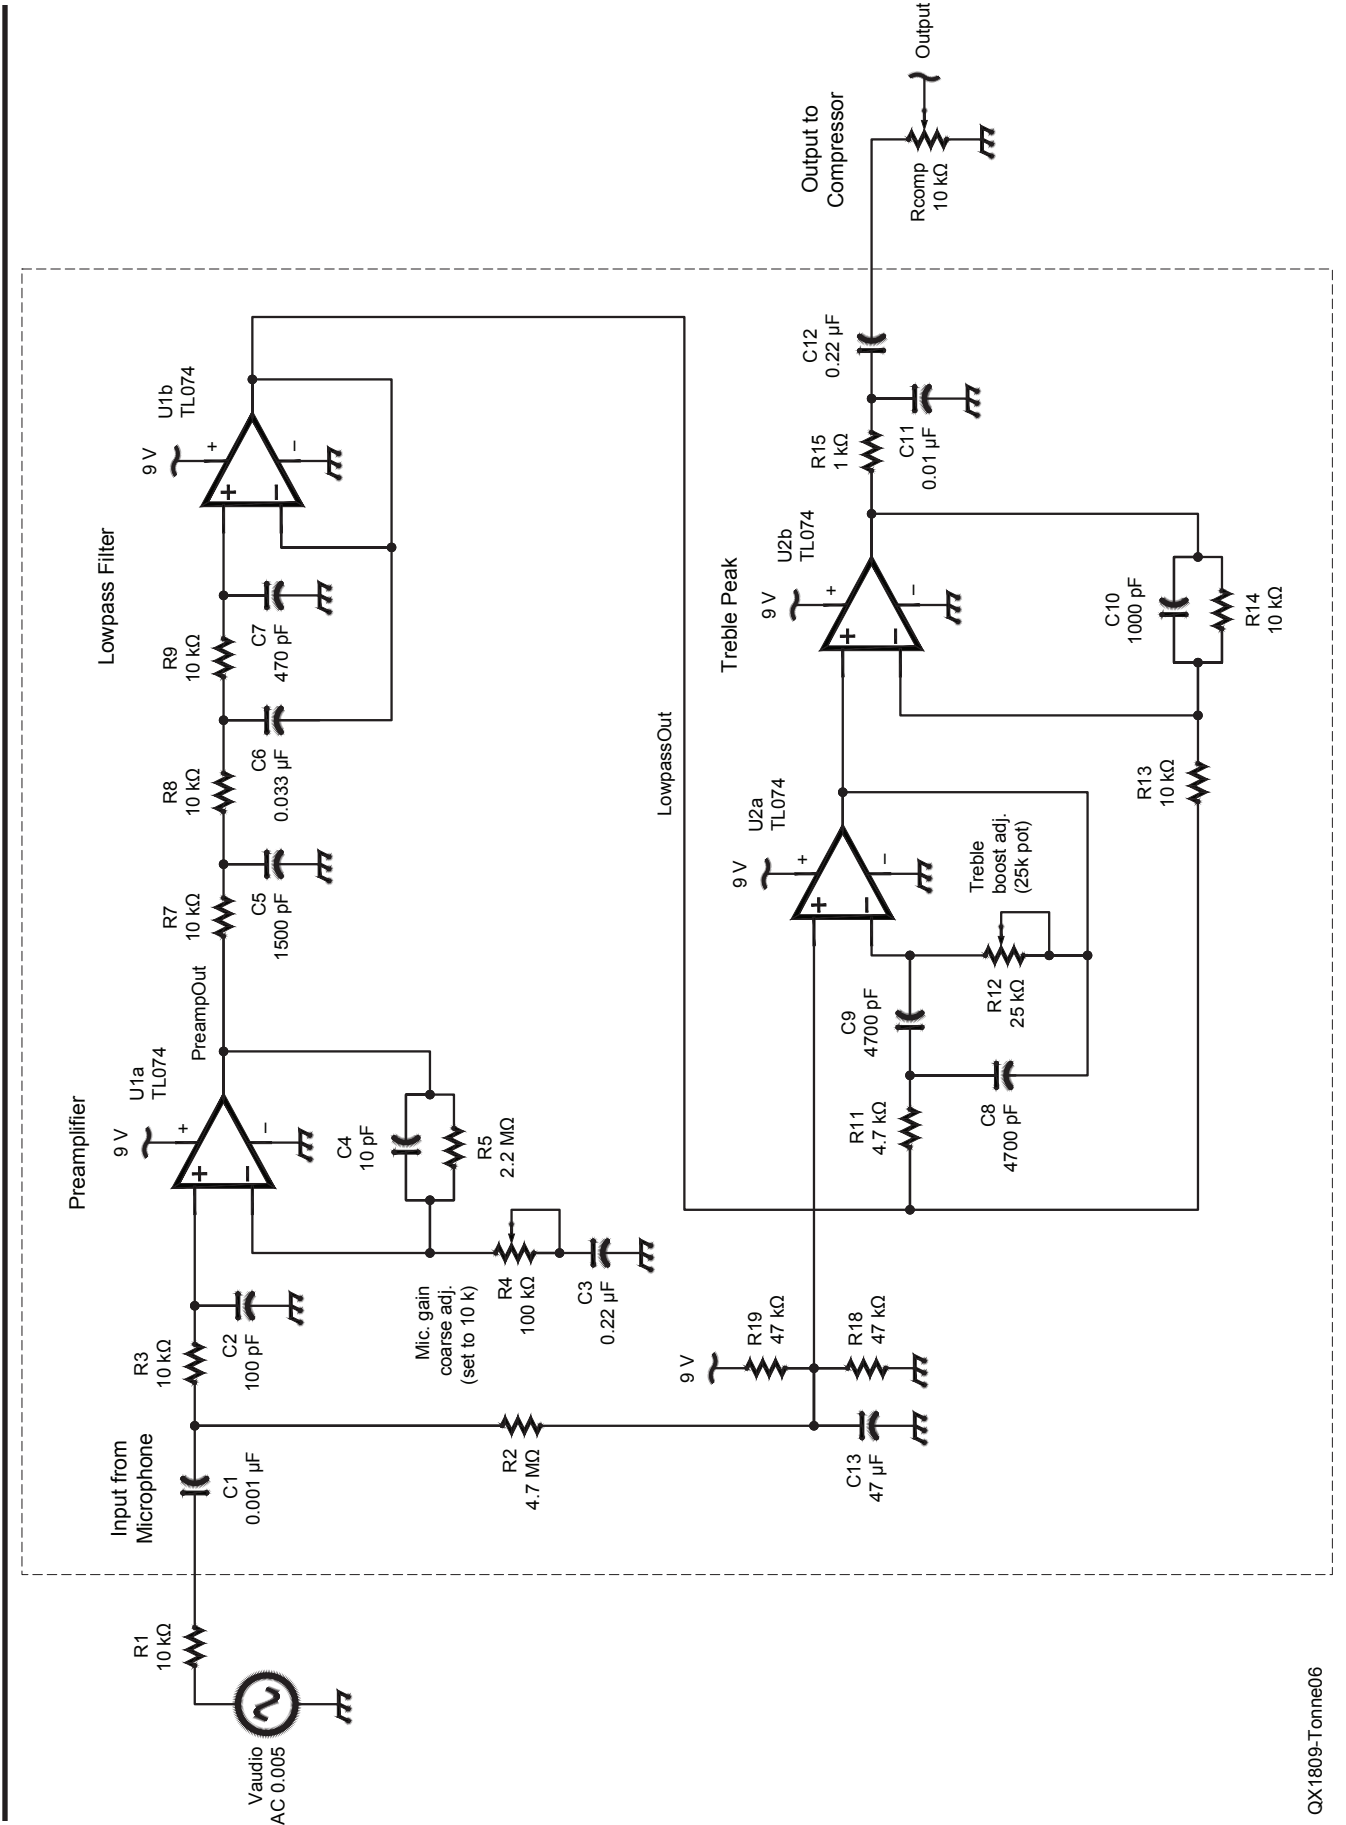 Preamplifier
Lowpass Filter
Input from
Microphone
Vaudio
AC 0.005
R1
10 kΩ
C1
0.001 µF
R3
10 kΩ
C2
100 pF
9 V
+
–
+
–
U1a
TL074
PreampOut
C4
10 pF
R5
2.2 MΩ
Mic. gain
coarse adj.
(set to 10 k)
R4
100 kΩ
C3
0.22 µF
R7
10 kΩ
C5
1500 pF
R8
10 kΩ
C6
0.033 µF
R9
10 kΩ
C7
470 pF
9 V
+
–
+
–
U1b
TL074
R2
4.7 MΩ
9 V
R19
47 kΩ
R18
47 kΩ
C13
47 µF
LowpassOut
Treble Peak
R11
4.7 kΩ
C9
4700 pF
C8
4700 pF
9 V
+
–
+
–
U2a
TL074
R12
25 kΩ
Treble
boost adj.
(25k pot)
R13
10 kΩ
9 V
+
–
+
–
U2b
TL074
C10
1000 pF
R14
10 kΩ
R15
1 kΩ
C11
0.01 µF
C12
0.22 µF
Output to
Compressor
Rcomp
10 kΩ
Output
QX1809-Tonne06